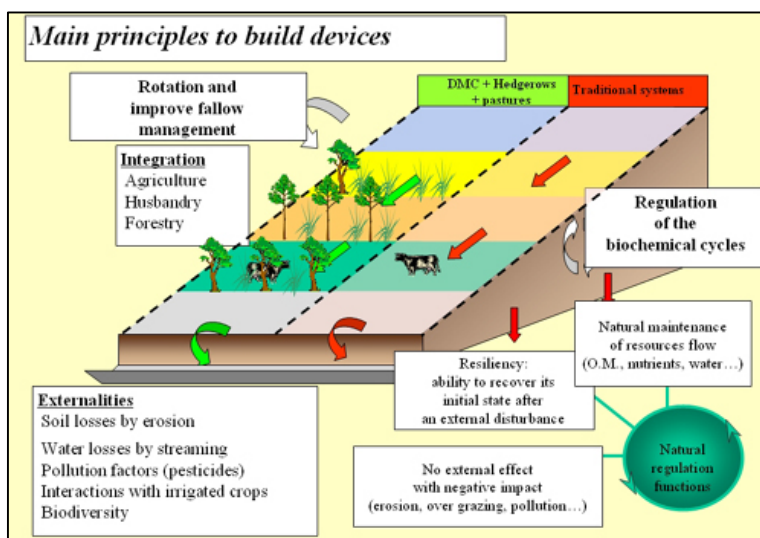 Main principles to build devices
Rotation and
improve fallow
management
DMC + Hedgerows
+ pastures
Traditional systems
Integration
Agriculture
Husbandry
Forestry
Regulation
of the
biochemical cycles
Natural maintenance
of resources flow
(O.M., nutrients, water…)
Resiliency:
ability to recover its
initial state after
an external disturbance
Externalities
Soil losses by erosion
Water losses by streaming
Pollution factors (pesticides)
Interactions with irrigated crops
Biodiversity
No external effect
with negative impact
(erosion, over grazing, pollution…)
Natural
regulation
functions